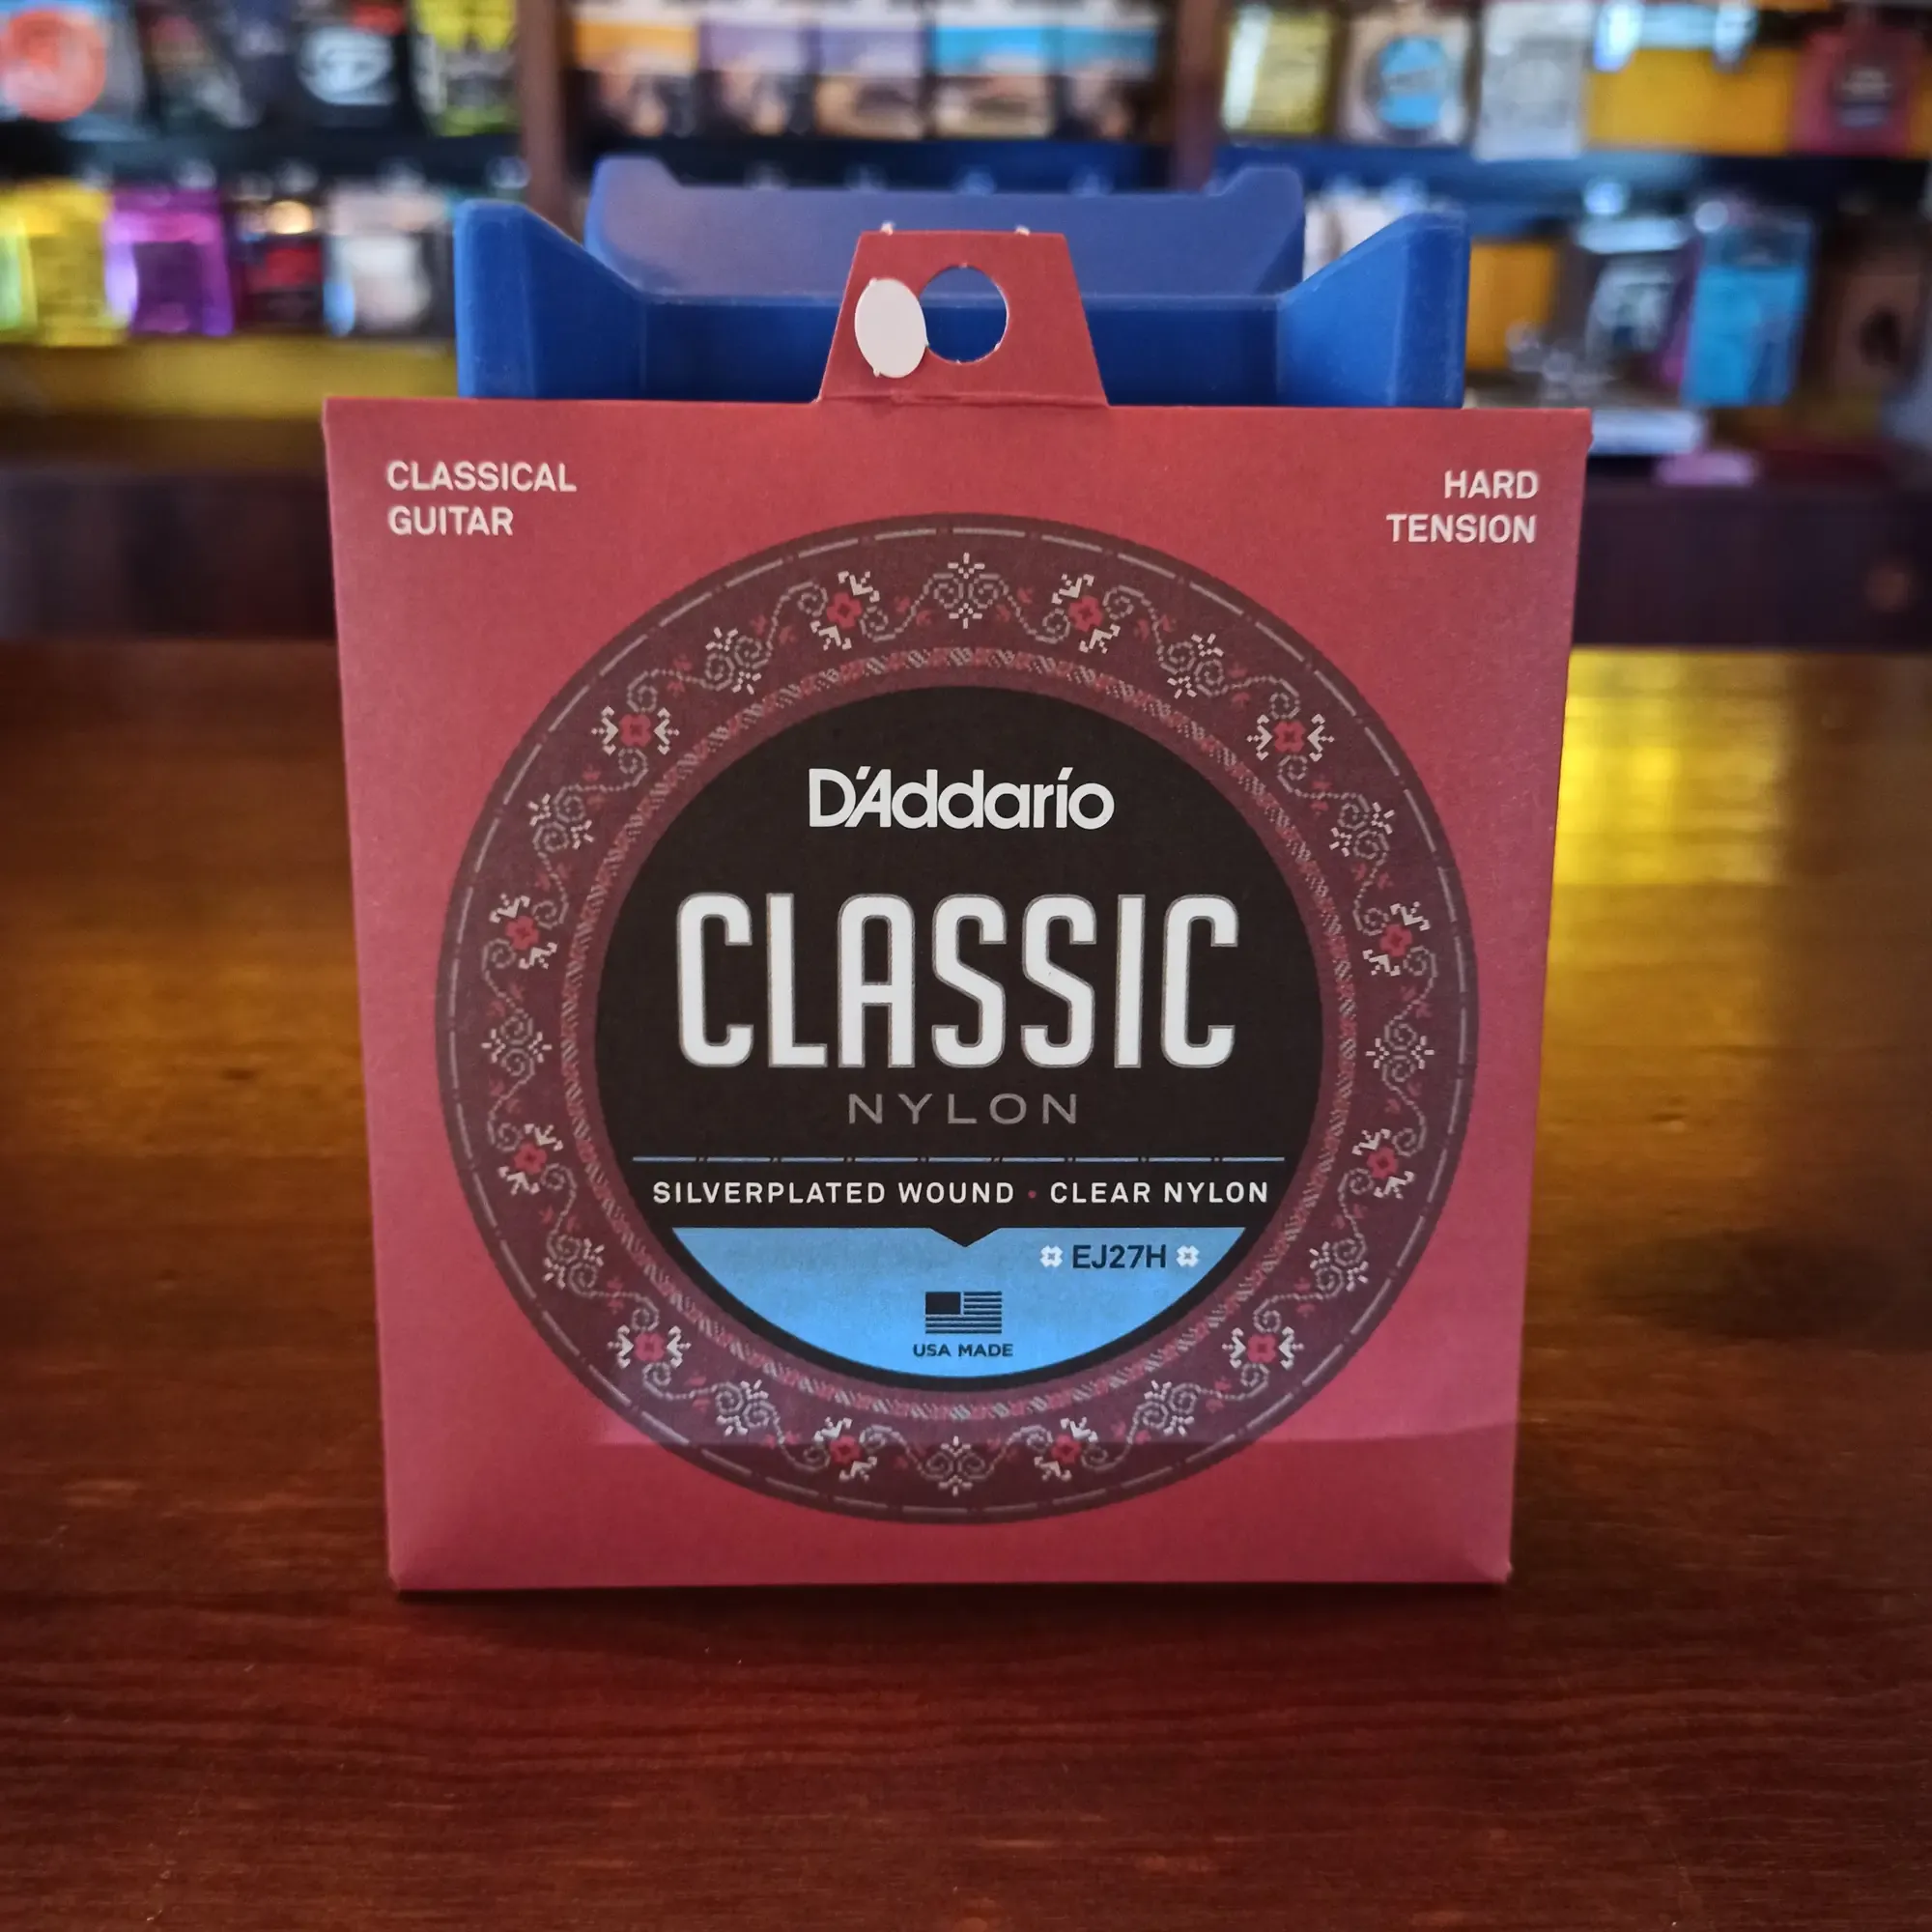 CLASSICAL
GUITAR
HARD
TENSION
D'Addario
CLASSIC
NYLON
SILVERPLATED WOUND • CLEAR NYLON
EJ27H
USA MADE